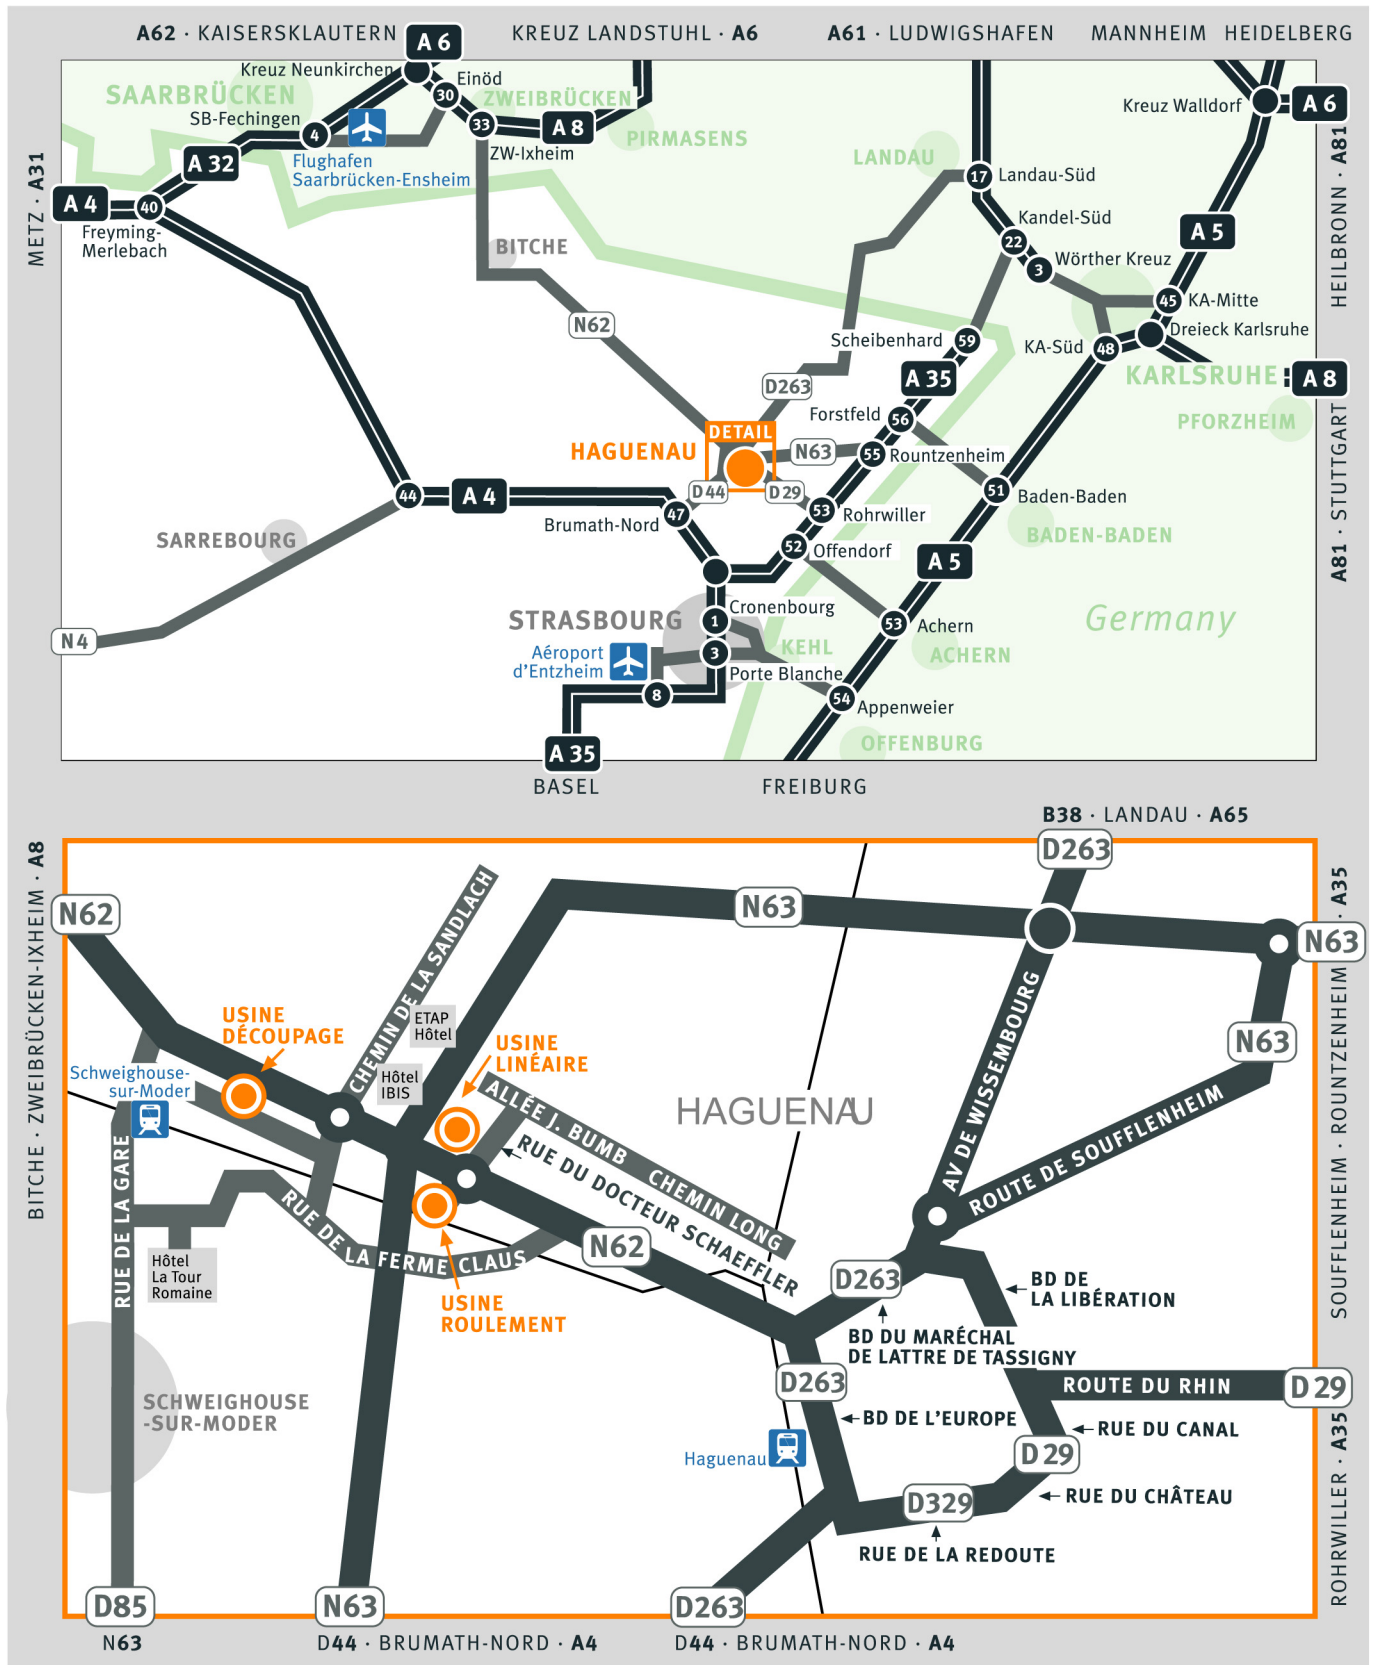 A62 · KAISERSKLAUTERN
A 6
KREUZ LANDSTUHL · A6
A61 · LUDWIGSHAFEN
MANNHEIM HEIDELBERG
METZ · A31
HEILBRONN · A81
A81 · STUTTGART
Kreuz Neunkirchen
Einöd
30
SAARBRÜCKEN
ZWEIBRÜCKEN
SB-Fechingen
4
33
A 8
PIRMASENS
ZW-Ixheim
Flughafen
Saarbrücken-Ensheim
A 32
A 4
40
Freyming-
Merlebach
Kreuz Walldorf
A 6
LANDAU
17
Landau-Süd
Kandel-Süd
22
A 5
BITCHE
3
Wörther Kreuz
45
KA-Mitte
N62
Dreieck Karlsruhe
Scheibenhard
59
KA-Süd
48
KARLSRUHE
A 8
D263
A 35
Forstfeld
56
PFORZHEIM
DETAIL
HAGUENAU
N63
55
Rountzenheim
44
A 4
D44
D29
51
Baden-Baden
47
Brumath-Nord
53
Rohrwiller
BADEN-BADEN
SARREBOURG
52
Offendorf
A 5
STRASBOURG
Cronenbourg
1
53
Achern
Germany
N4
Aéroport
d'Entzheim
3
KEHL
ACHERN
Porte Blanche
8
54
Appenweier
OFFENBURG
A 35
BASEL
FREIBURG
B38 · LANDAU · A65
BITCHE · ZWEIBRÜCKEN-IXHEIM · A8
SOUFFLENHEIM · ROUNTZENHEIM · A35
ROHRWILLER · A35
D263
N62
N63
N63
CHEMIN DE LA SANDLACH
USINE
DÉCOUPAGE
ETAP
Hôtel
USINE
LINÉAIRE
N63
AV DE WISSEMBOURG
Schweighouse-
sur-Moder
Hôtel
IBIS
ALLÉE J. BUMB
CHEMIN LONG
HAGUENAU
RUE DU DOCTEUR SCHAEFFLER
ROUTE DE SOUFFLENHEIM
RUE DE LA GARE
RUE DE LA FERME CLAUS
N62
Hôtel
La Tour
Romaine
D263
BD DE
LA LIBÉRATION
USINE
ROULEMENT
BD DU MARÉCHAL
DE LATTRE DE TASSIGNY
D263
ROUTE DU RHIN
D 29
SCHWEIGHOUSE
-SUR-MODER
BD DE L'EUROPE
RUE DU CANAL
Haguenau
D 29
RUE DU CHÂTEAU
D329
RUE DE LA REDOUTE
D85
N63
D263
N63
D44 · BRUMATH-NORD · A4
D44 · BRUMATH-NORD · A4